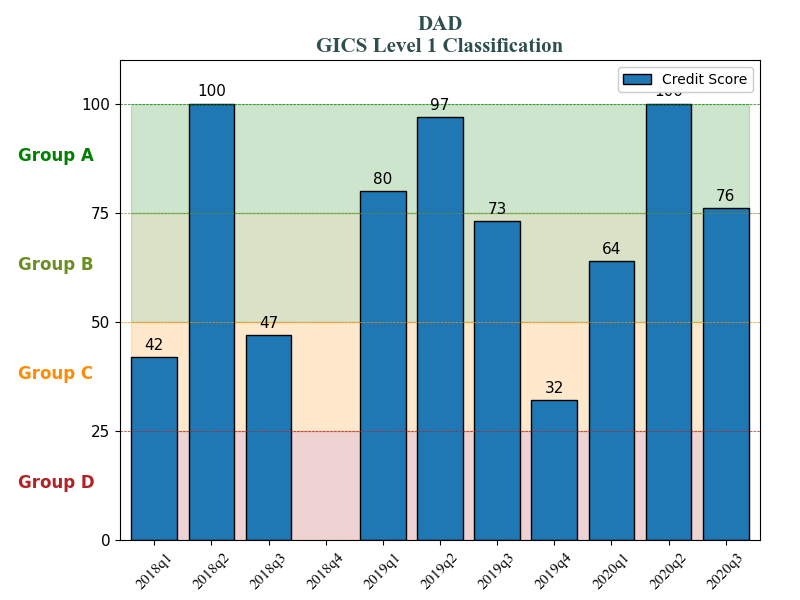 DAD
GICS Level 1 Classification
Credit Score
100
75
50
25
0
Group A
Group B
Group C
Group D
42
100
47
80
97
73
32
64
100
76
2018q1
2018q2
2018q3
2018q4
2019q1
2019q2
2019q3
2019q4
2020q1
2020q2
2020q3